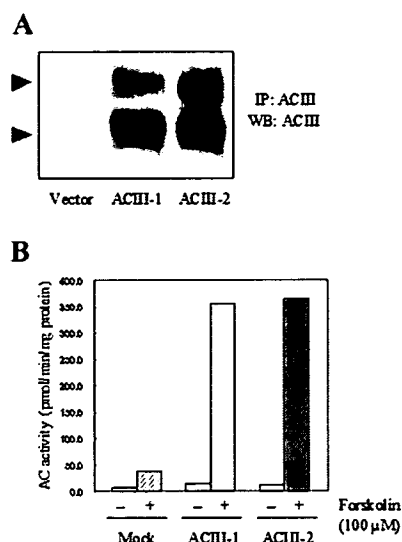 A
IP: ACIII
WB: ACIII
Vector ACIII-1 ACIII-2
B
AC activity (pmol/min/mg protein)
400.0
350.0
300.0
250.0
200.0
150.0
100.0
50.0
0.0
− + − + − + Forskolin
(100 µM)
Mock ACIII-1 ACIII-2